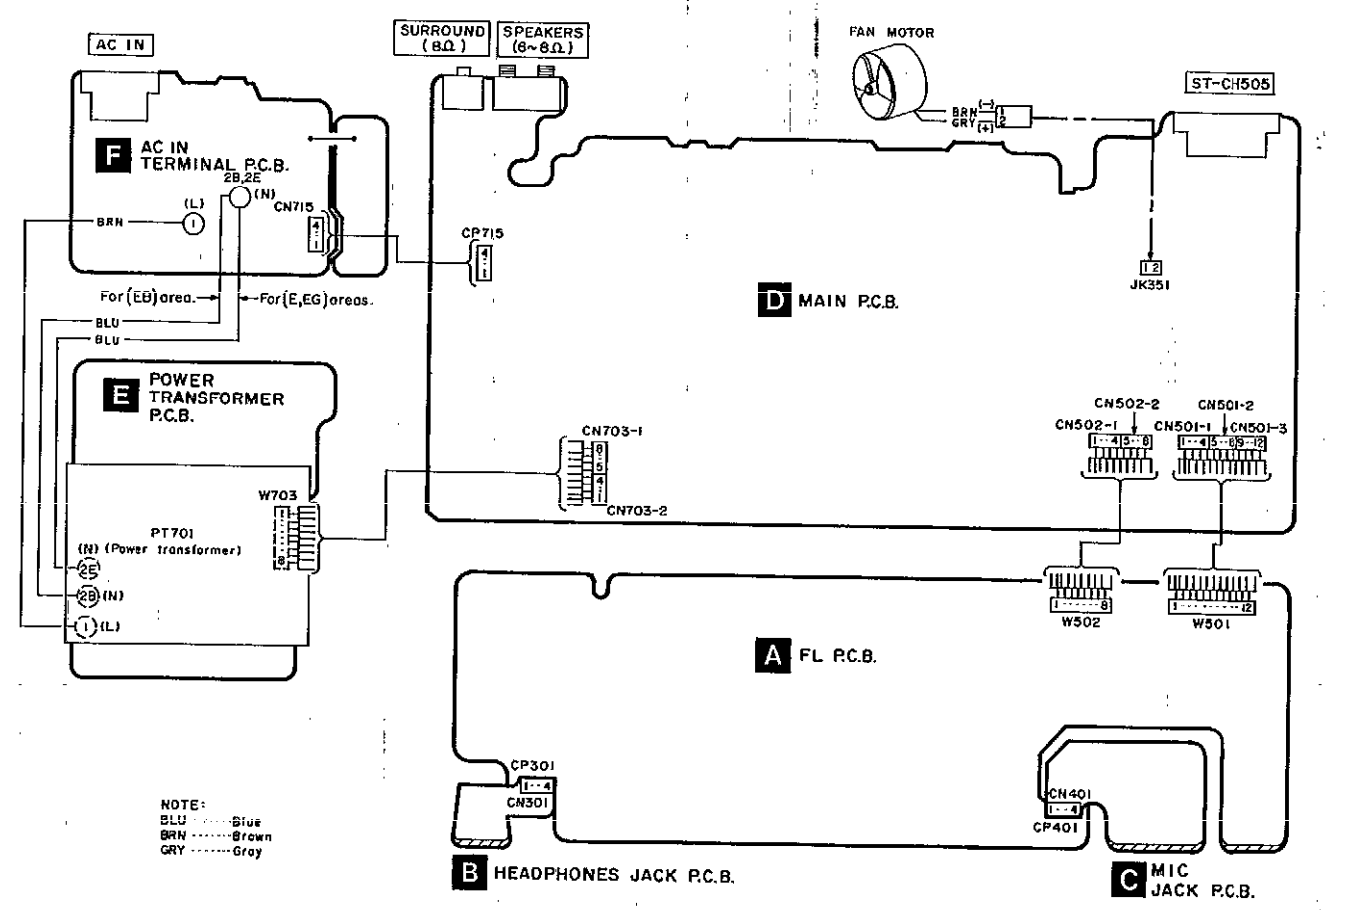 AC IN
SURROUND
(8Ω)
SPEAKERS
(6~8Ω)
FAN MOTOR
ST-CH505
BRN (−) 1
GRY (+) 2
F AC IN
TERMINAL P.C.B.
2B,2E
(N)
(L)
BRN
1
CN715
4
1
CP715
4
1
1 2
JK351
D MAIN P.C.B.
For (EB) area.
For (E,EG) areas.
BLU
BLU
E POWER
TRANSFORMER
P.C.B.
CN502-2
CN501-2
CN502-1
CN501-1
CN501-3
1--4 5--8
1--4 5--8 9--12
CN703-1
8
5
4
1
CN703-2
W703
1
8
PT701
(N) (Power transformer)
2E
2B (N)
1 (L)
1------8
W502
1--------12
W501
A FL P.C.B.
CP301
1--4
CN301
CN401
1--4
CP401
NOTE:
BLU ------Blue
BRN ------Brown
GRY ------Gray
B HEADPHONES JACK P.C.B.
C MIC
JACK P.C.B.